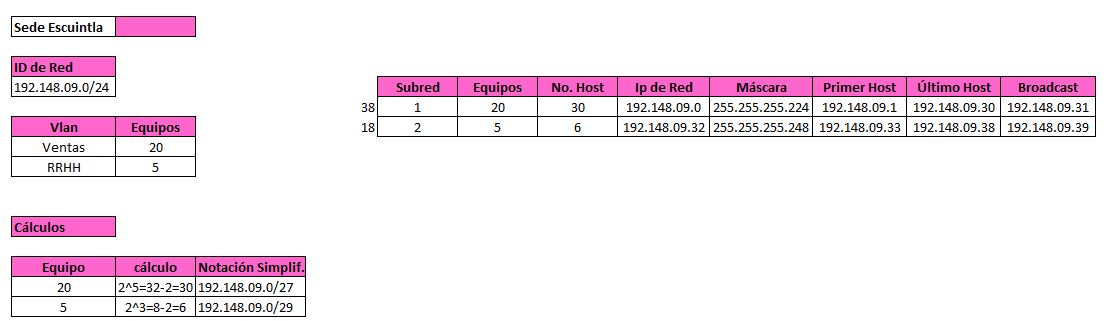 Sede Escuintla
ID de Red
192.148.09.0/24
Vlan Equipos
Ventas 20
RRHH 5
Subred Equipos No. Host Ip de Red Máscara Primer Host Último Host Broadcast
38 1 20 30 192.148.09.0 255.255.255.224 192.148.09.1 192.148.09.30 192.148.09.31
18 2 5 6 192.148.09.32 255.255.255.248 192.148.09.33 192.148.09.38 192.148.09.39
Cálculos
Equipo cálculo Notación Simplif.
20 2^5=32-2=30 192.148.09.0/27
5 2^3=8-2=6 192.148.09.0/29